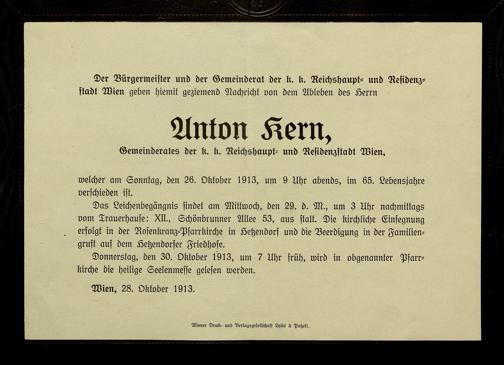 Der Bürgermeister und der Gemeinderat der k. k. Reichshaupt- und Residenz-
stadt Wien geben hiemit geziemend Nachricht von dem Ableben des Herrn
Anton Kern,
Gemeinderates der k. k. Reichshaupt- und Residenzstadt Wien,
welcher am Sonntag, den 26. Oktober 1913, um 9 Uhr abends, im 65. Lebensjahre
verschieden ist.
Das Leichenbegängnis findet am Mittwoch, den 29. d. M., um 3 Uhr nachmittags
vom Trauerhause: XII., Schönbrunner Allee 53, aus statt. Die kirchliche Einsegnung
erfolgt in der Rosenkranz-Pfarrkirche in Hetzendorf und die Beerdigung in der Familien-
gruft auf dem Hetzendorfer Friedhofe.
Donnerstag, den 30. Oktober 1913, um 7 Uhr früh, wird in obgenannter Pfarr-
kirche die heilige Seelenmesse gelesen werden.
Wien, 28. Oktober 1913.
Wiener Druck- und Verlagsgesellschaft